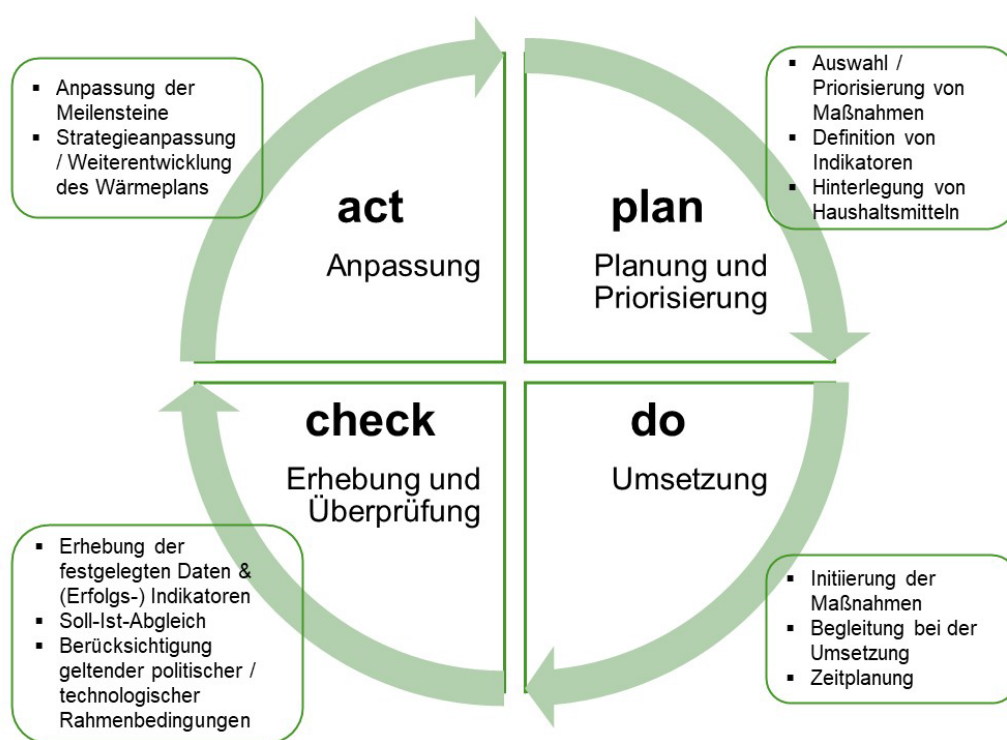 ▪ Anpassung der
Meilensteine
▪ Strategieanpassung
/ Weiterentwicklung
des Wärmeplans
act
Anpassung
plan
Planung und
Priorisierung
▪ Auswahl /
Priorisierung von
Maßnahmen
▪ Definition von
Indikatoren
▪ Hinterlegung von
Haushaltsmitteln
check
Erhebung und
Überprüfung
do
Umsetzung
▪ Erhebung der
festgelegten Daten &
(Erfolgs-) Indikatoren
▪ Soll-Ist-Abgleich
▪ Berücksichtigung
geltender politischer /
technologischer
Rahmenbedingungen
▪ Initiierung der
Maßnahmen
▪ Begleitung bei der
Umsetzung
▪ Zeitplanung